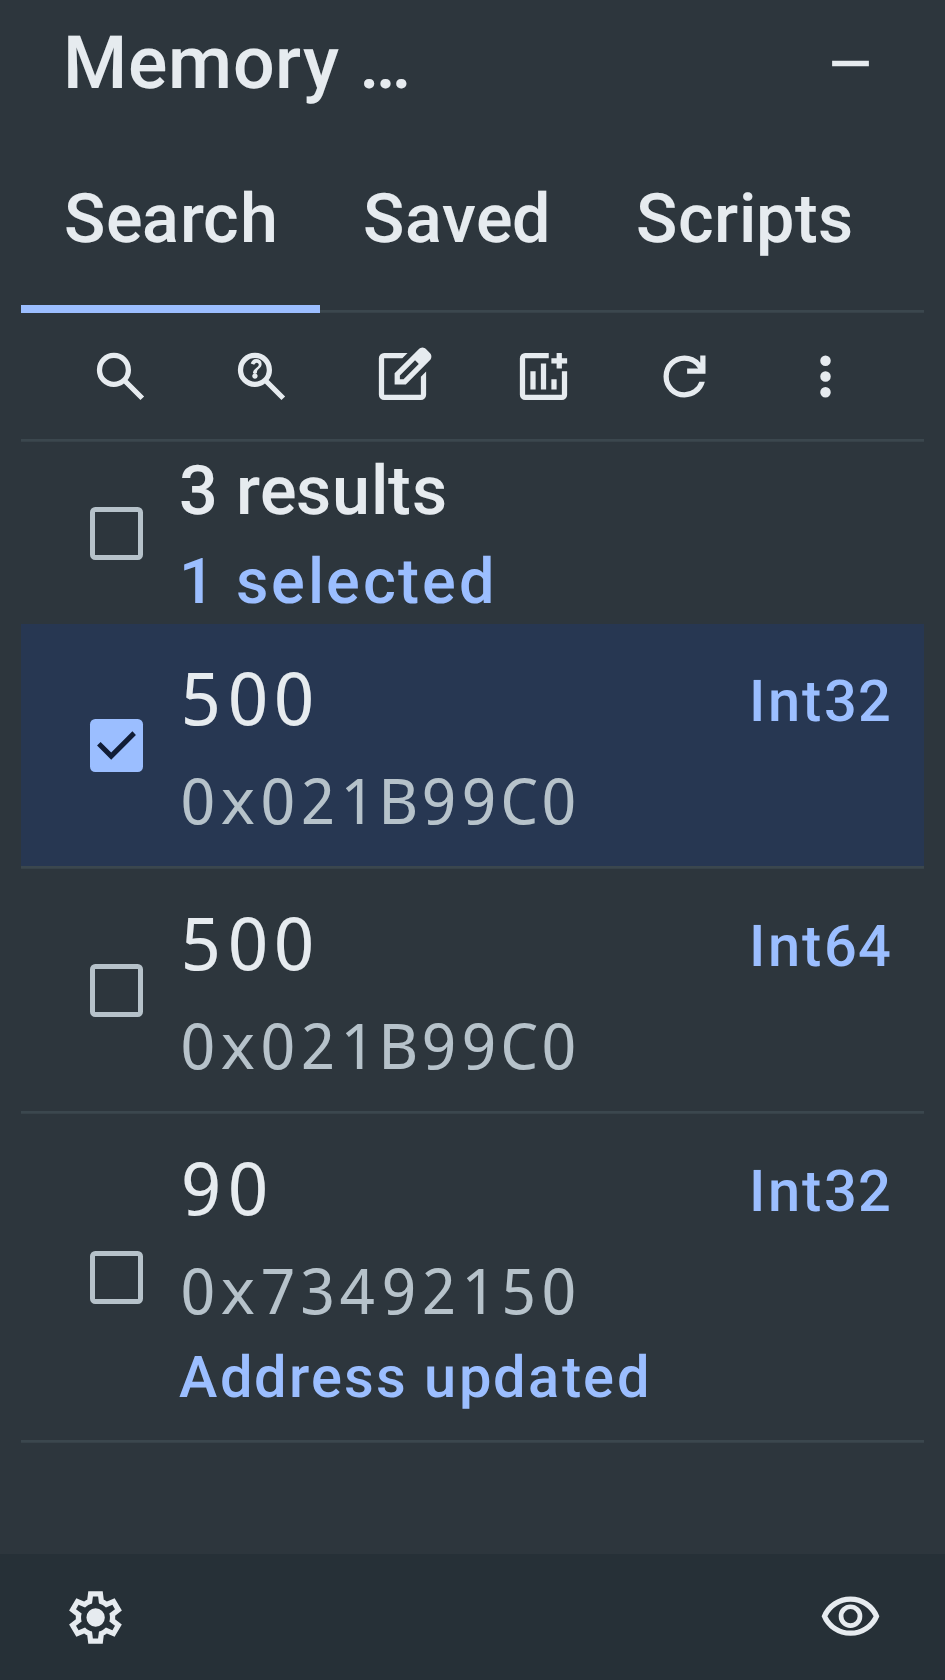 Memory ...
Search Saved Scripts
3 results
1 selected
500 Int32
0x021B99C0
500 Int64
0x021B99C0
90 Int32
0x73492150
Address updated